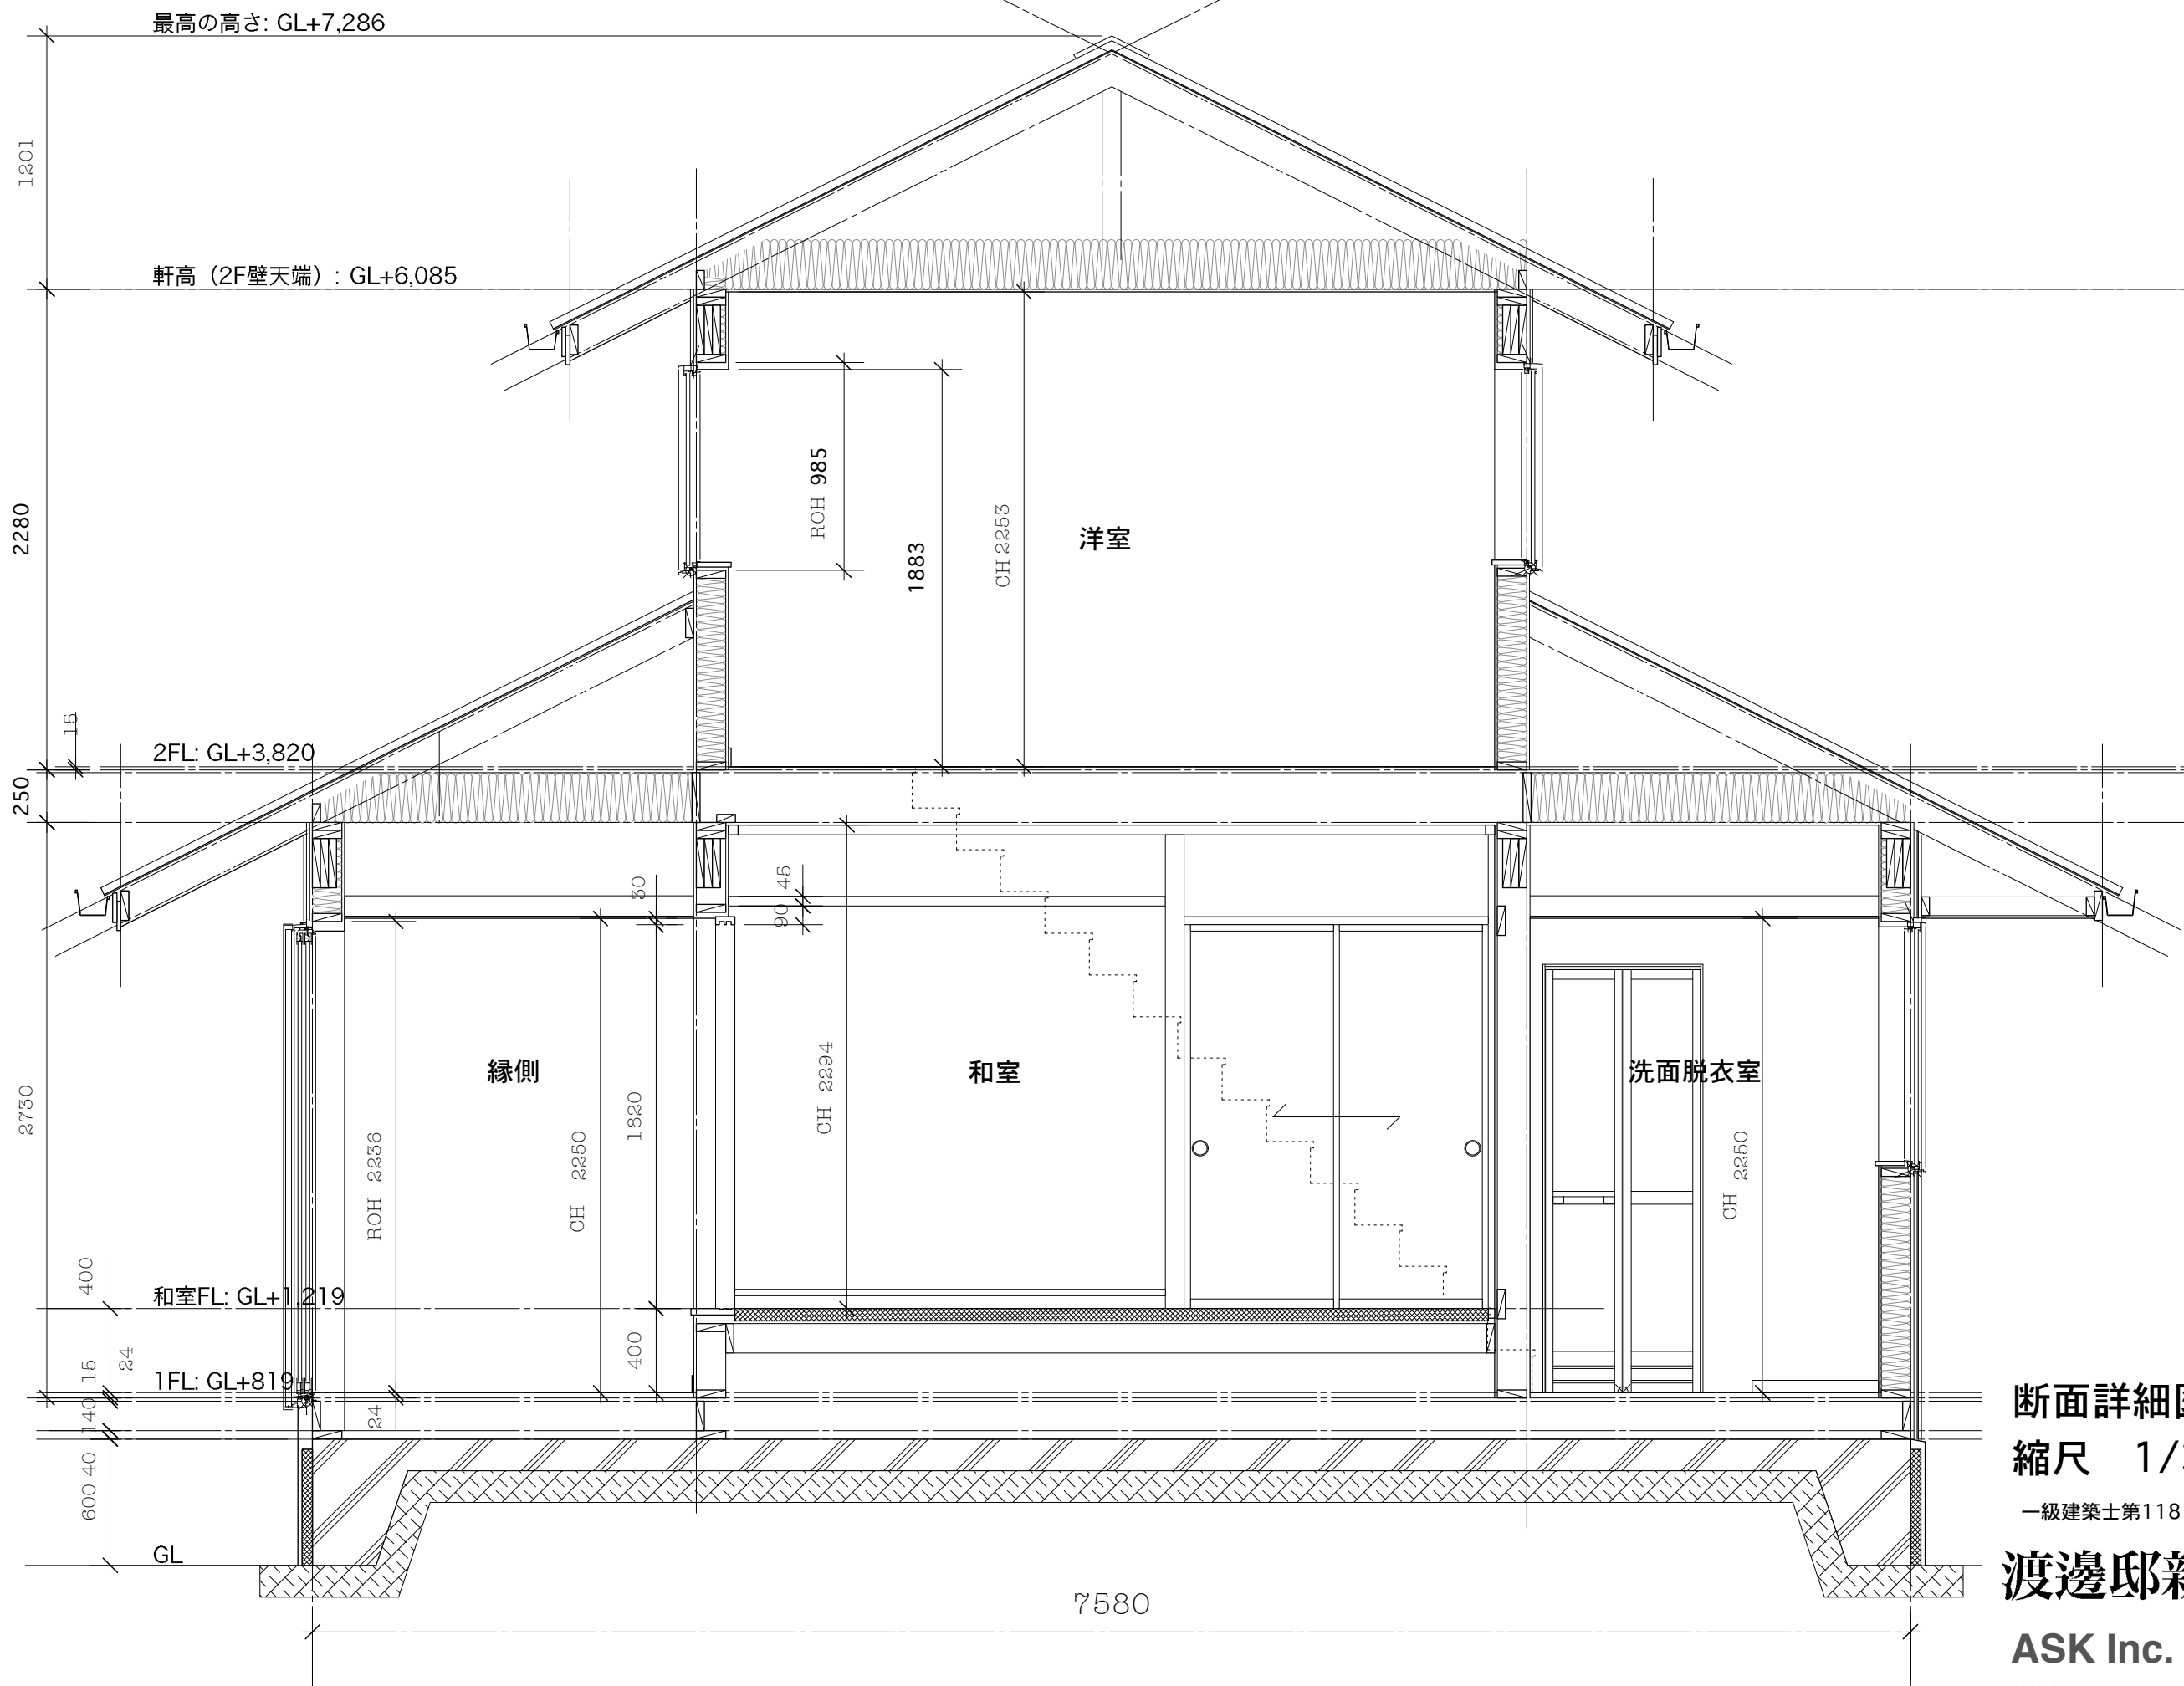 最高の高さ: GL+7,286
1201
軒高（2F壁天端）: GL+6,085
2280
ROH 985
1883
CH 2253
洋室
15
2FL: GL+3,820
250
30
45
90
2730
縁側
和室
洗面脱衣室
ROH 2236
CH 2250
1820
CH 2294
CH 2250
400
和室FL: GL+1,219
400
15
24
1FL: GL+819
24
140
40
600
GL
7580
断面詳細
縮尺 1/
一級建築士第118
渡邊邸
ASK Inc.